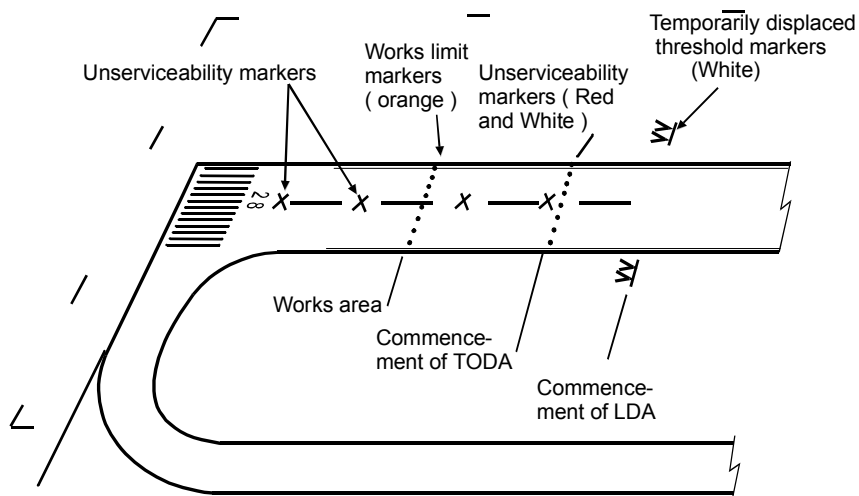 Temporarily displaced
threshold markers
(White)
Works limit
markers
( orange )
Unserviceability markers
Unserviceability
markers ( Red
and White )
28
X
X
X
X
Works area
Commence-
ment of TODA
Commence-
ment of LDA